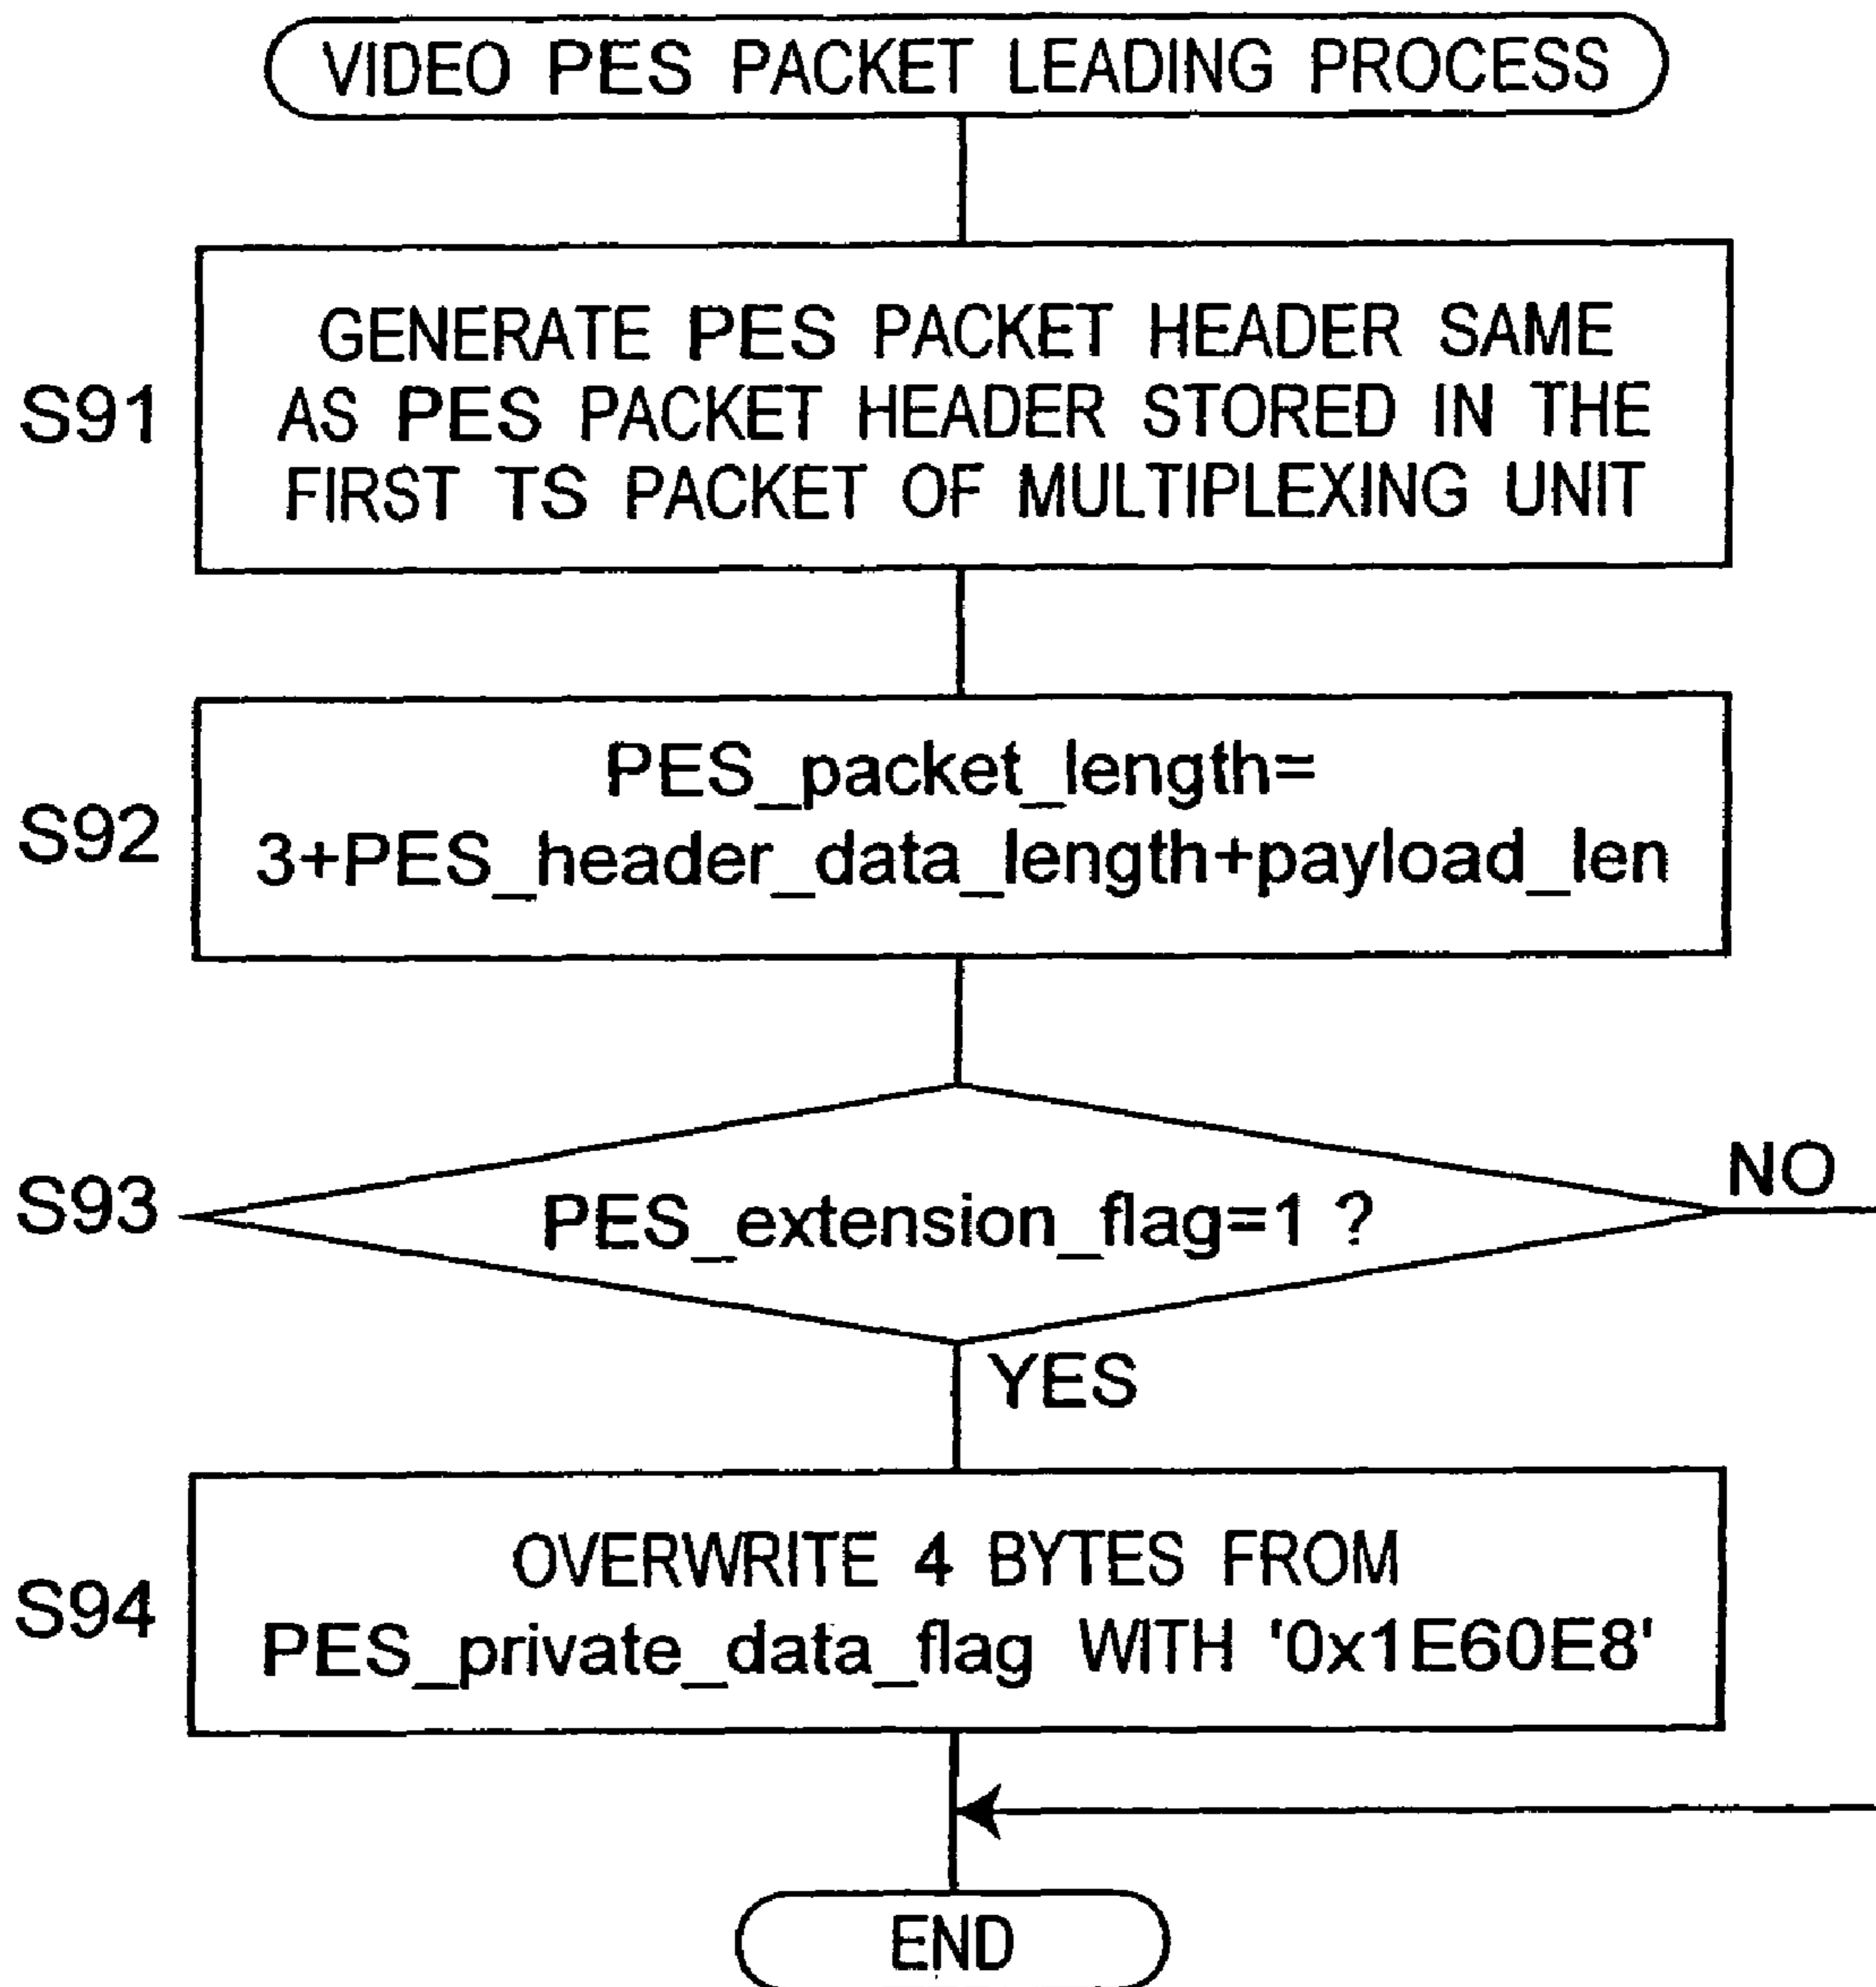 VIDEO PES PACKET LEADING PROCESS
S91
GENERATE PES PACKET HEADER SAME
AS PES PACKET HEADER STORED IN THE
FIRST TS PACKET OF MULTIPLEXING UNIT
S92
PES_packet_length=
3+PES_header_data_length+payload_len
S93
PES_extension_flag=1 ?
NO
YES
S94
OVERWRITE 4 BYTES FROM
PES_private_data_flag WITH '0x1E60E8'
END